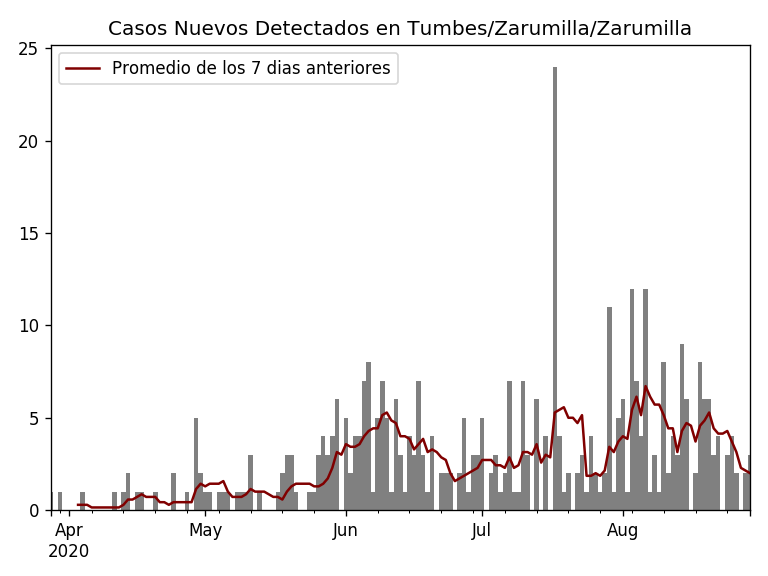 Casos Nuevos Detectados en Tumbes/Zarumilla/Zarumilla
Promedio de los 7 dias anteriores
25
20
15
10
5
0
Apr May Jun Jul Aug
2020